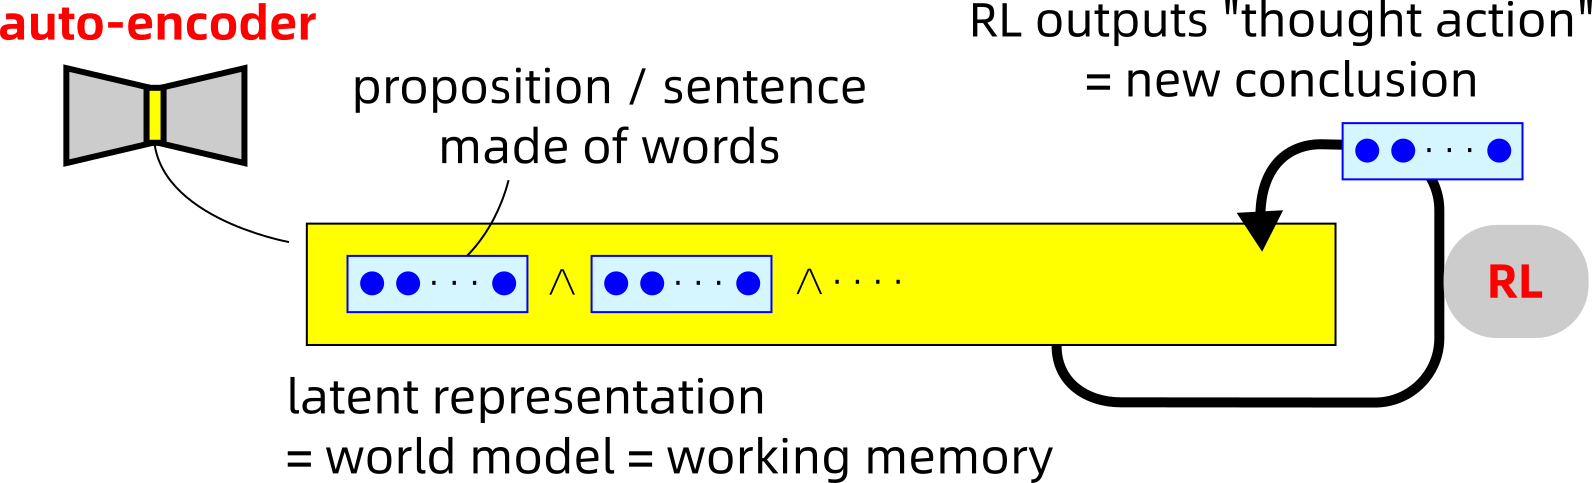 auto-encoder
RL outputs "thought action"
= new conclusion
proposition / sentence
made of words
· · ·
· · · ∧ · · · ∧ · · · ·
RL
latent representation
= world model = working memory